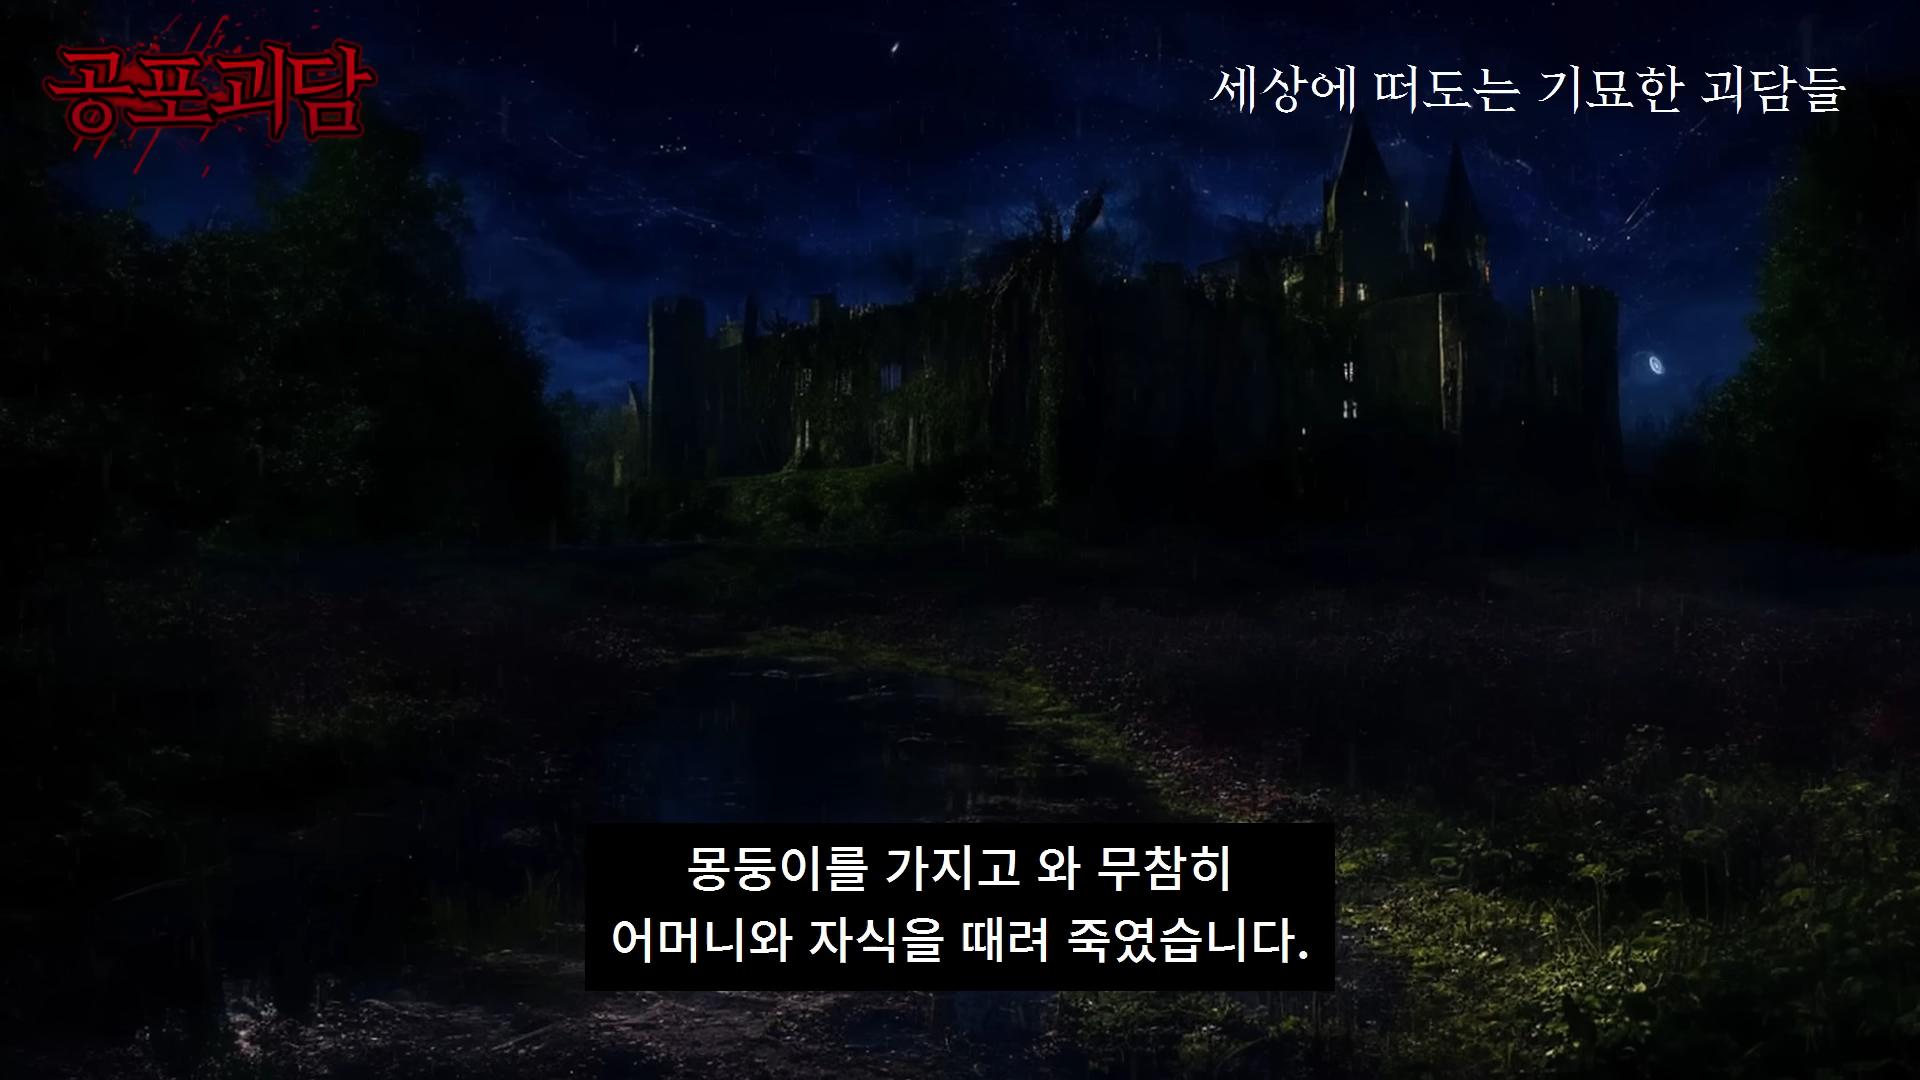 공포괴담
세상에 떠도는 기묘한 괴담들
몽둥이를 가지고 와 무참히
어머니와 자식을 때려 죽였습니다.